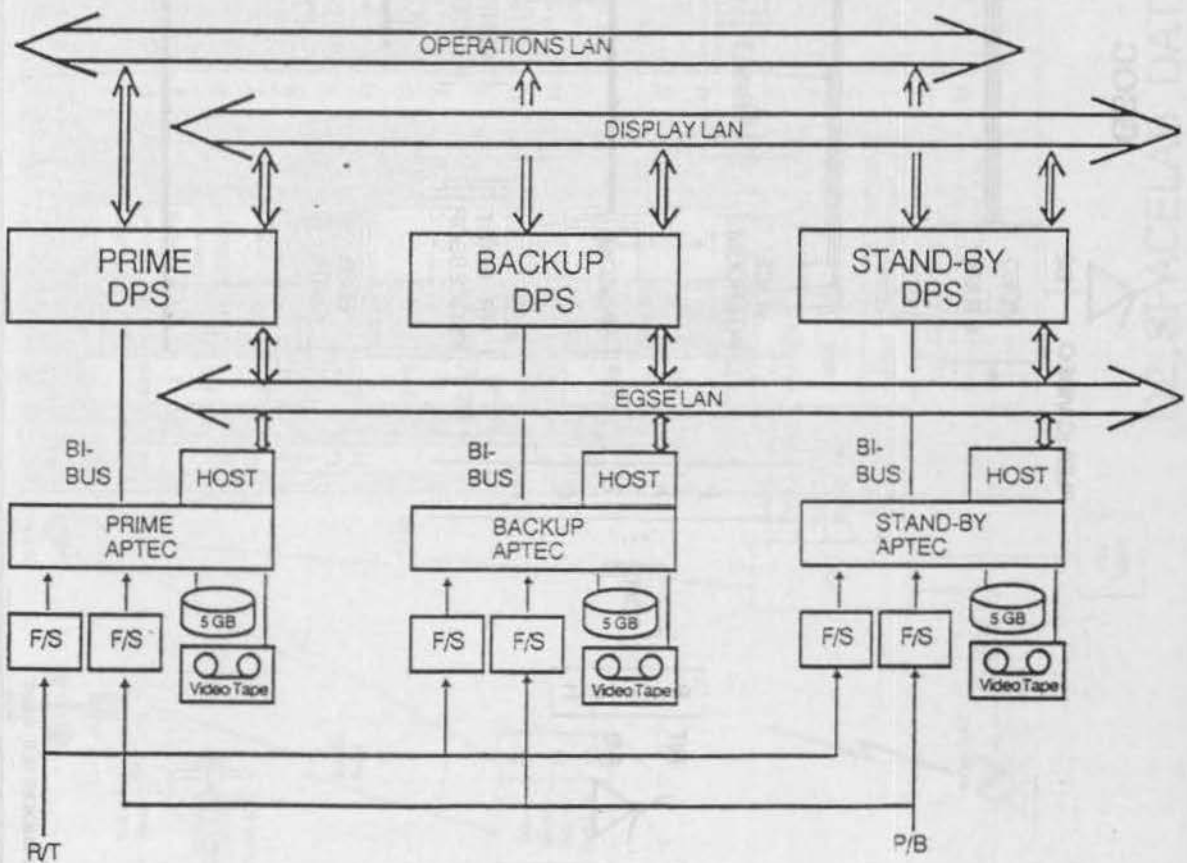 OPERATIONS LAN
DISPLAY LAN
PRIME
DPS
BACKUP
DPS
STAND-BY
DPS
EGSE LAN
BI-
BUS
HOST
BI-
BUS
HOST
BI-
BUS
HOST
PRIME
APTEC
BACKUP
APTEC
STAND-BY
APTEC
F/S
F/S
5 GB
Video Tape
F/S
F/S
5 GB
Video Tape
F/S
F/S
5 GB
Video Tape
R/T
P/B